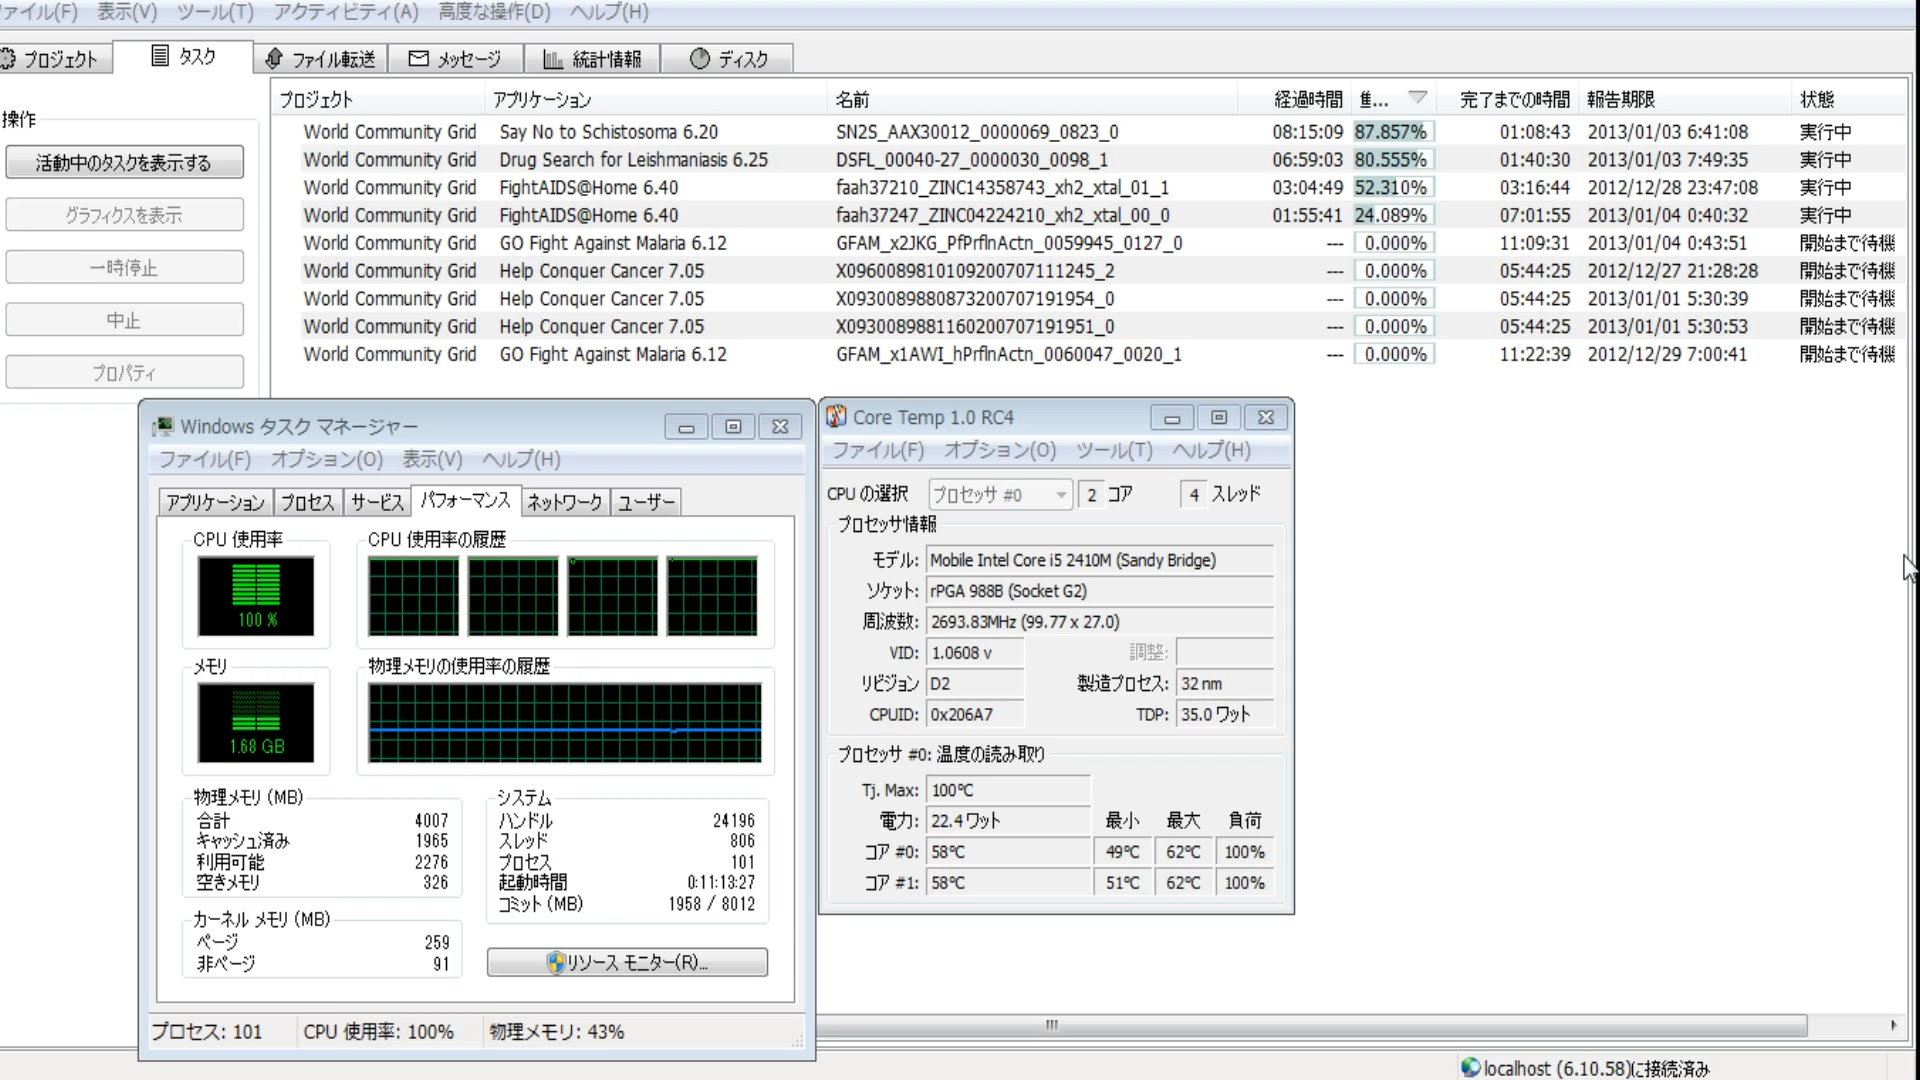 ァイル(F) 表示(V) ツール(T) アクティビティ(A) 高度な操作(D) ヘルプ(H)
プロジェクト タスク ファイル転送 メッセージ 統計情報 ディスク
操作
活動中のタスクを表示する
グラフィクスを表示
一時停止
中止
プロパティ
プロジェクト アプリケーション 名前 経過時間 進... 完了までの時間 報告期限 状態
World Community Grid Say No to Schistosoma 6.20 SN2S_AAX30012_0000069_0823_0 08:15:09 87.857% 01:08:43 2013/01/03 6:41:08 実行中
World Community Grid Drug Search for Leishmaniasis 6.25 DSFL_00040-27_0000030_0098_1 06:59:03 80.555% 01:40:30 2013/01/03 7:49:35 実行中
World Community Grid FightAIDS@Home 6.40 faah37210_ZINC14358743_xh2_xtal_01_1 03:04:49 52.310% 03:16:44 2012/12/28 23:47:08 実行中
World Community Grid FightAIDS@Home 6.40 faah37247_ZINC04224210_xh2_xtal_00_0 01:55:41 24.089% 07:01:55 2013/01/04 0:40:32 実行中
World Community Grid GO Fight Against Malaria 6.12 GFAM_x2JKG_PfPrflnActn_0059945_0127_0 --- 0.000% 11:09:31 2013/01/04 0:43:51 開始まで待機
World Community Grid Help Conquer Cancer 7.05 X0960089810109200707111245_2 --- 0.000% 05:44:25 2012/12/27 21:28:28 開始まで待機
World Community Grid Help Conquer Cancer 7.05 X0930089880873200707191954_0 --- 0.000% 05:44:25 2013/01/01 5:30:39 開始まで待機
World Community Grid Help Conquer Cancer 7.05 X0930089881160200707191951_0 --- 0.000% 05:44:25 2013/01/01 5:30:53 開始まで待機
World Community Grid GO Fight Against Malaria 6.12 GFAM_x1AWI_hPrflnActn_0060047_0020_1 --- 0.000% 11:22:39 2012/12/29 7:00:41 開始まで待機
Windows タスク マネージャー
ファイル(F) オプション(O) 表示(V) ヘルプ(H)
アプリケーション プロセス サービス パフォーマンス ネットワーク ユーザー
CPU 使用率 CPU 使用率の履歴
100 %
メモリ 物理メモリの使用率の履歴
1.68 GB
物理メモリ (MB)
合計 4007
キャッシュ済み 1965
利用可能 2276
空きメモリ 326
カーネル メモリ (MB)
ページ 259
非ページ 91
システム
ハンドル 24196
スレッド 806
プロセス 101
起動時間 0:11:13:27
コミット (MB) 1958 / 8012
リソース モニター(R)...
プロセス: 101 CPU 使用率: 100% 物理メモリ: 43%
Core Temp 1.0 RC4
ファイル(F) オプション(O) ツール(T) ヘルプ(H)
CPU の選択 プロセッサ #0 2 コア 4 スレッド
プロセッサ情報
モデル: Mobile Intel Core i5 2410M (Sandy Bridge)
ソケット: rPGA 988B (Socket G2)
周波数: 2693.83MHz (99.77 x 27.0)
VID: 1.0608 v 調整:
リビジョン D2 製造プロセス: 32 nm
CPUID: 0x206A7 TDP: 35.0 ワット
プロセッサ #0: 温度の読み取り
Tj. Max: 100℃
電力: 22.4 ワット 最小 最大 負荷
コア #0: 58℃ 49℃ 62℃ 100%
コア #1: 58℃ 51℃ 62℃ 100%
localhost (6.10.58)に接続済み